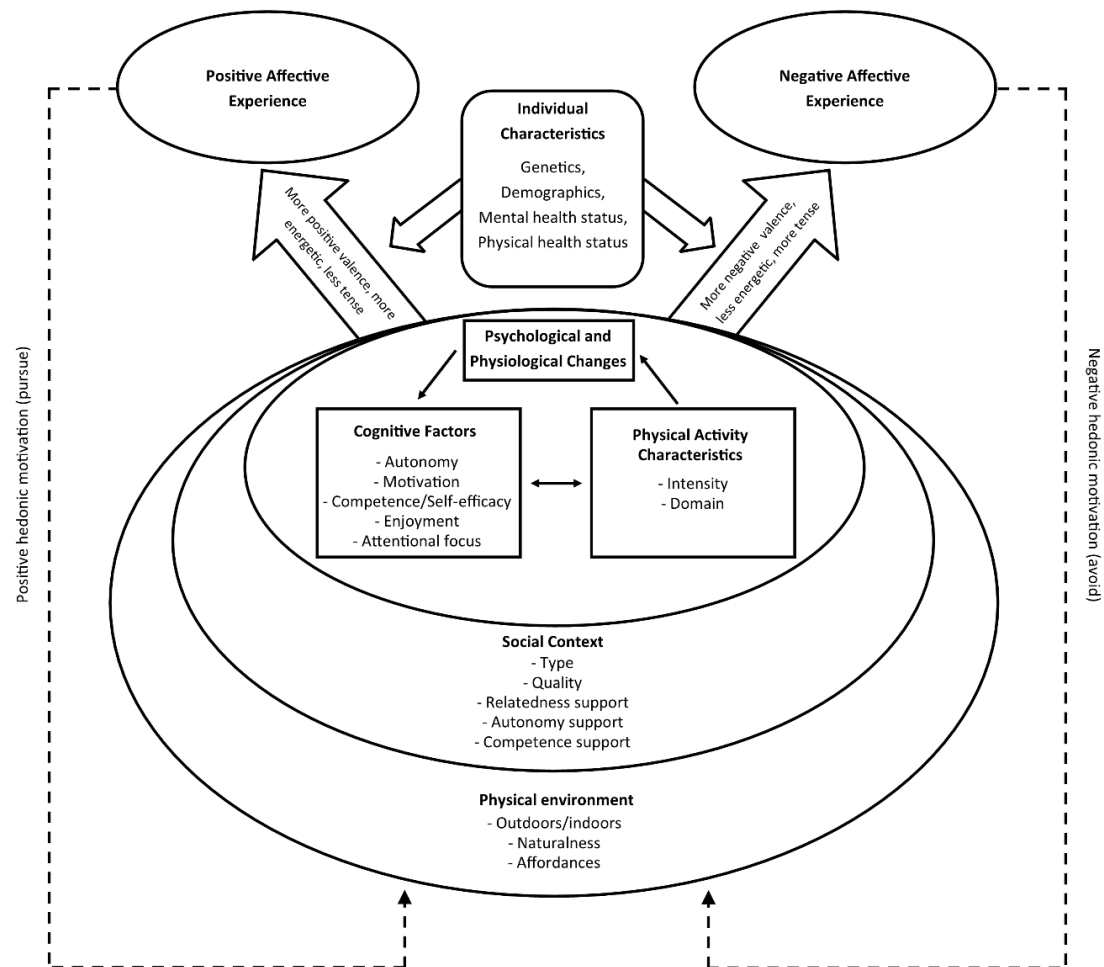 Positive Affective
Experience
Negative Affective
Experience
Individual
Characteristics
Genetics,
Demographics,
Mental health status,
Physical health status
More positive valence, more
energetic, less tense
More negative valence,
less energetic, more tense
Psychological and
Physiological Changes
Cognitive Factors
- Autonomy
- Motivation
- Competence/Self-efficacy
- Enjoyment
- Attentional focus
Physical Activity
Characteristics
- Intensity
- Domain
Positive hedonic motivation (pursue)
Negative hedonic motivation (avoid)
Social Context
- Type
- Quality
- Relatedness support
- Autonomy support
- Competence support
Physical environment
- Outdoors/indoors
- Naturalness
- Affordances